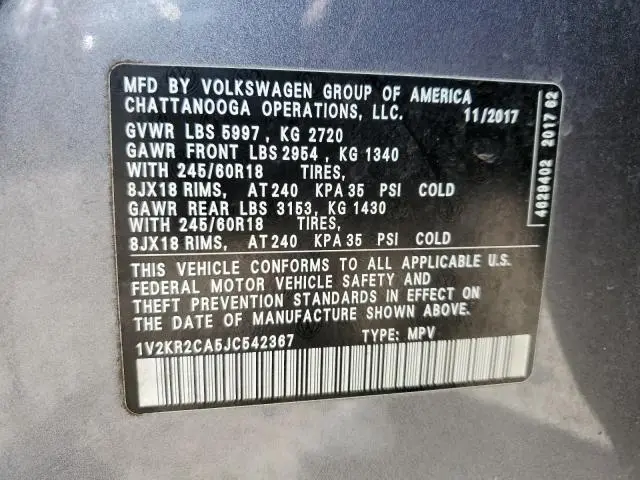 MFD BY VOLKSWAGEN GROUP OF AMERICA
CHATTANOOGA OPERATIONS, LLC. 11/2017
GVWR LBS 5997 , KG 2720
GAWR FRONT LBS 2954 , KG 1340
WITH 245/60R18 TIRES,
8JX18 RIMS, AT 240 KPA 35 PSI COLD
GAWR REAR LBS 3153, KG 1430
WITH 245/60R18 TIRES,
8JX18 RIMS, AT 240 KPA 35 PSI COLD
THIS VEHICLE CONFORMS TO ALL APPLICABLE U.S.
FEDERAL MOTOR VEHICLE SAFETY AND
THEFT PREVENTION STANDARDS IN EFFECT ON
THE DATE OF MANUFACTURE SHOWN ABOVE.
1V2KR2CA5JC542367 TYPE: MPV
4629402 2017 82